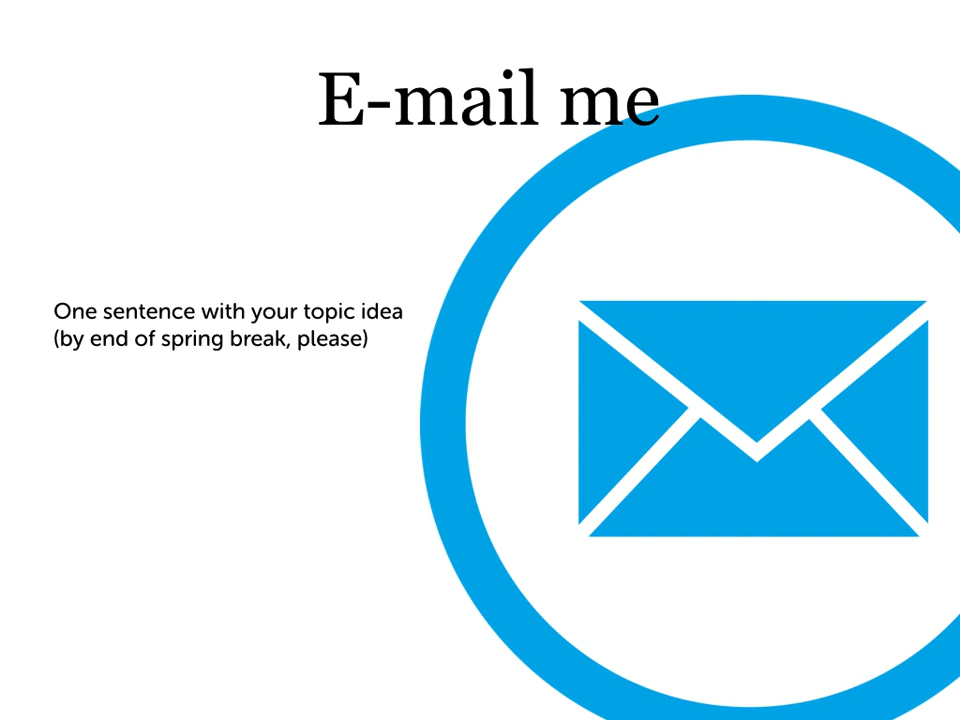 E-mail me
One sentence with your topic idea
(by end of spring break, please)